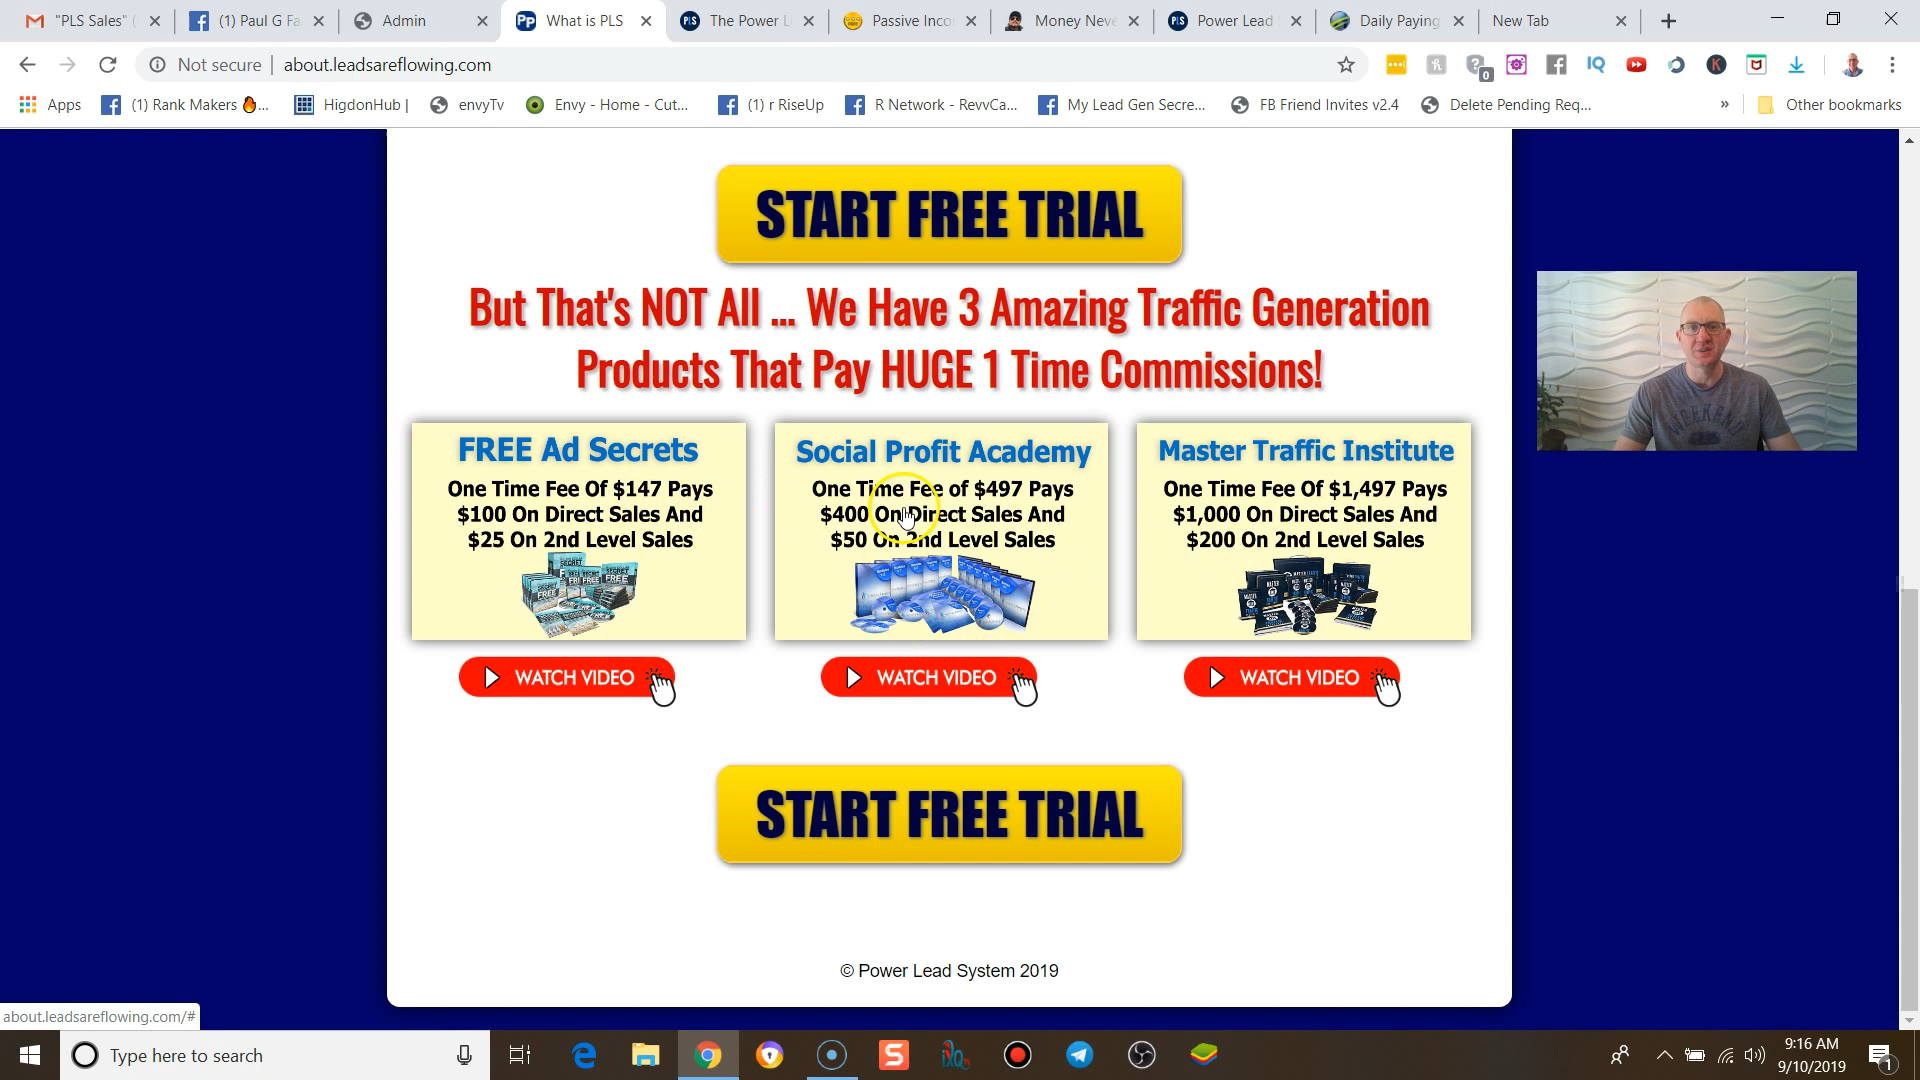 "PLS Sales" (
(1) Paul G Fa
Admin
What is PLS
The Power L
Passive Inco
Money Neve
Power Lead
Daily Paying
New Tab
Not secure
about.leadsareflowing.com
Apps
(1) Rank Makers 🔥...
HigdonHub |
envyTv
Envy - Home - Cut...
(1) r RiseUp
R Network - RevvCa...
My Lead Gen Secre...
FB Friend Invites v2.4
Delete Pending Req...
»
Other bookmarks
START FREE TRIAL
But That's NOT All ... We Have 3 Amazing Traffic Generation
Products That Pay HUGE 1 Time Commissions!
FREE Ad Secrets
One Time Fee Of $147 Pays
$100 On Direct Sales And
$25 On 2nd Level Sales
Social Profit Academy
One Time Fee of $497 Pays
$400 On Direct Sales And
$50 On 2nd Level Sales
Master Traffic Institute
One Time Fee Of $1,497 Pays
$1,000 On Direct Sales And
$200 On 2nd Level Sales
WATCH VIDEO
WATCH VIDEO
WATCH VIDEO
START FREE TRIAL
© Power Lead System 2019
about.leadsareflowing.com/#
Type here to search
9:16 AM
9/10/2019
1